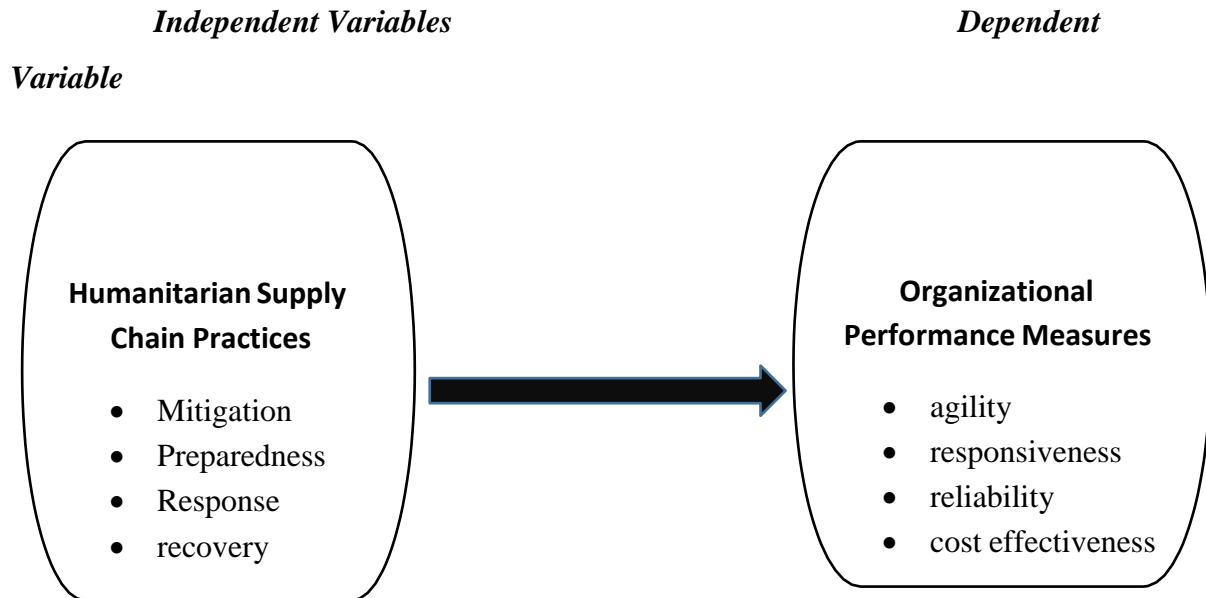 Independent Variables Dependent
Variable
Humanitarian Supply
Chain Practices
• Mitigation
• Preparedness
• Response
• recovery
Organizational
Performance Measures
• agility
• responsiveness
• reliability
• cost effectiveness